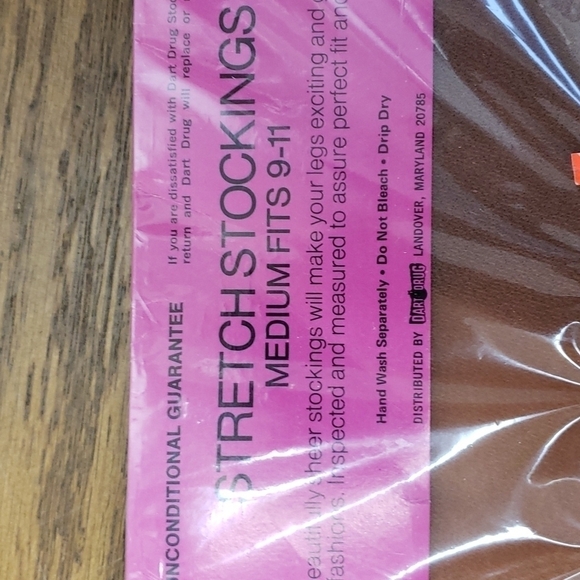 UNCONDITIONAL GUARANTEE
If you are dissatisfied with Dart Drug
return and Dart Drug will replace or
STRETCH STOCKINGS
MEDIUM FITS 9-11
sheer stockings will make your legs exciting and
fashions. Inspected and measured to assure perfect fit and
Hand Wash Separately • Do Not Bleach • Drip Dry
DISTRIBUTED BY DART DRUG LANDOVER, MARYLAND 20785